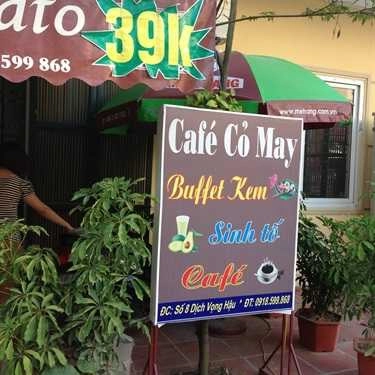 ato
39k
599 868
www.mehang.com.vn
Café Cỏ May
Buffet Kem
Sinh tố
Café
ĐC: Số 8 Dịch Vọng Hậu * ĐT: 0918.599.868